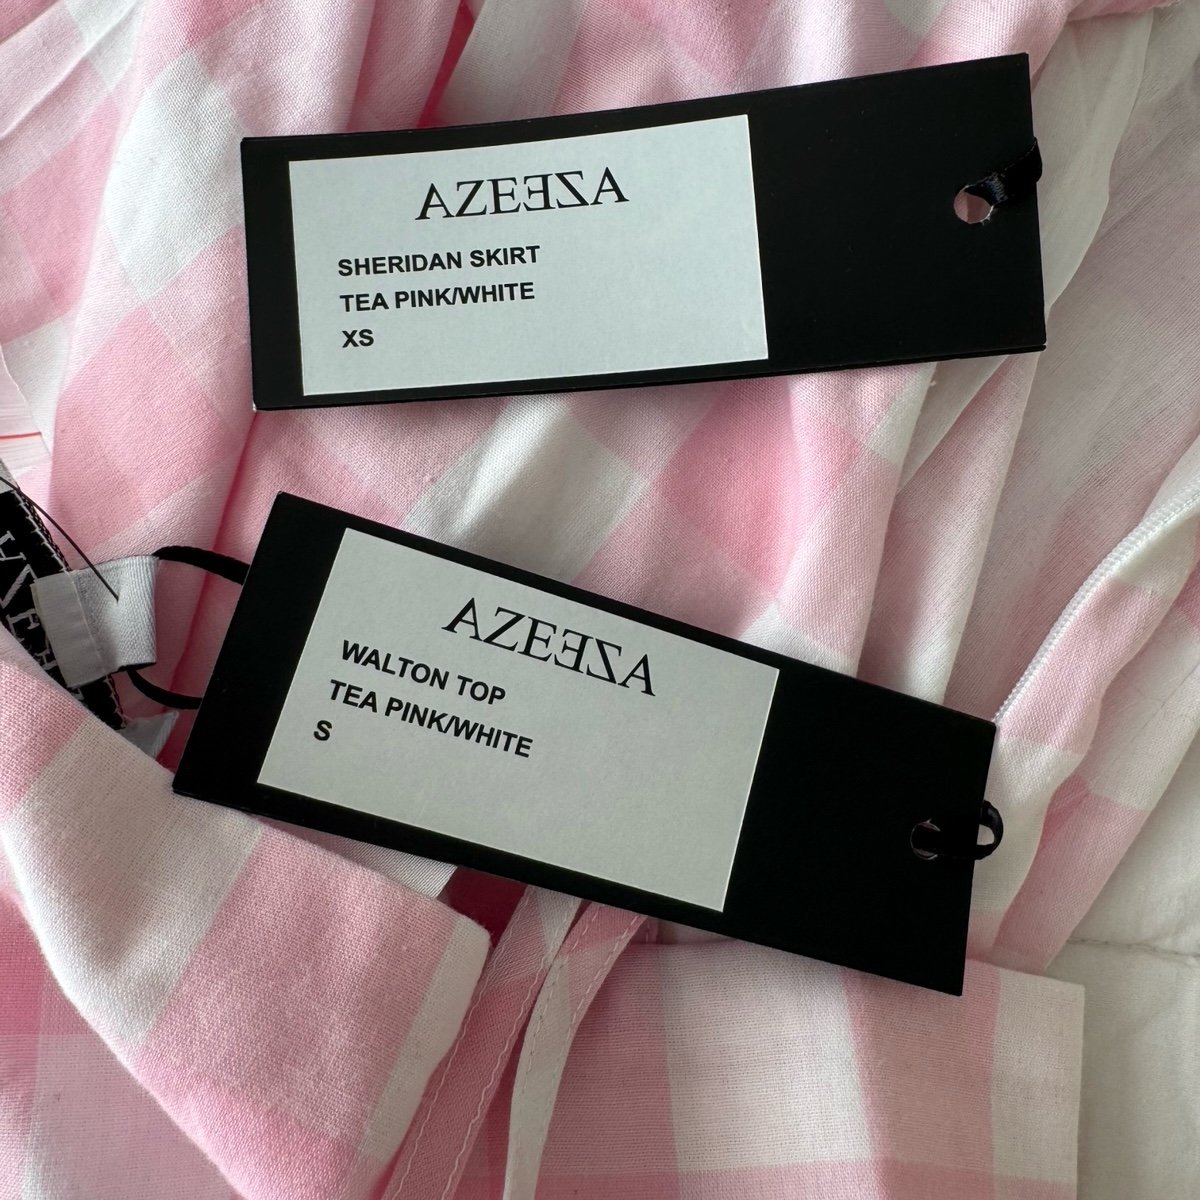 AZEEZA
SHERIDAN SKIRT
TEA PINK/WHITE
XS
AZEEZA
WALTON TOP
TEA PINK/WHITE
S